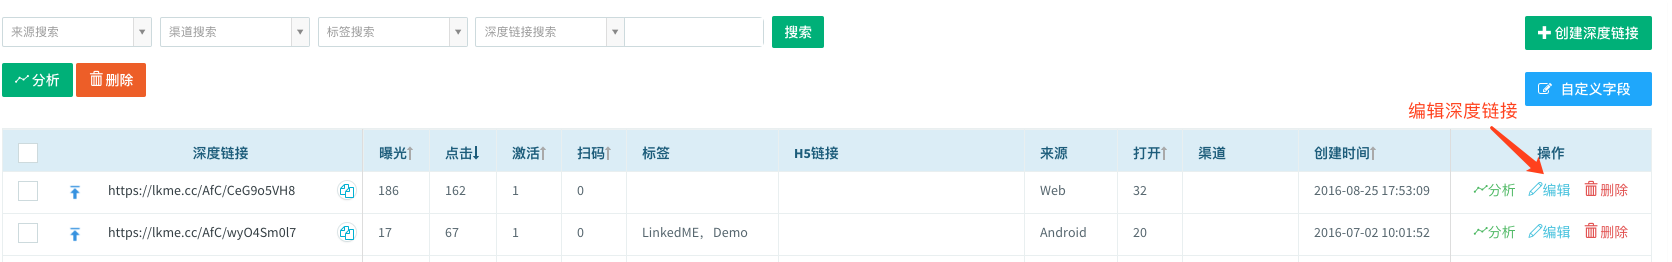 来源搜索 渠道搜索 标签搜索 深度链接搜索 搜索 创建深度链接
分析 删除 自定义字段
编辑深度链接
深度链接 曝光 点击 激活 扫码 标签 H5链接 来源 打开 渠道 创建时间 操作
https://lkme.cc/AfC/CeG9o5VH8 186 162 1 0 Web 32 2016-08-25 17:53:09 分析 编辑 删除
https://lkme.cc/AfC/wyO4Sm0l7 17 67 1 0 LinkedME，Demo Android 20 2016-07-02 10:01:52 分析 编辑 删除